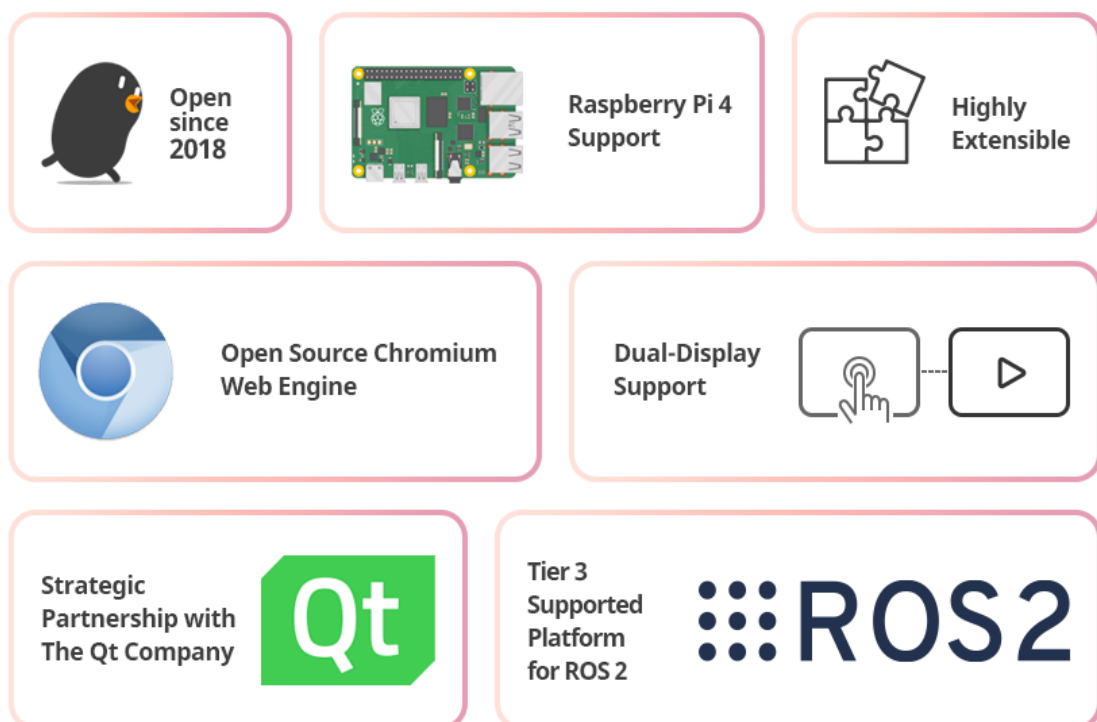 Open
since
2018
Raspberry Pi 4
Support
Highly
Extensible
Open Source Chromium
Web Engine
Dual-Display
Support
Strategic
Partnership with
The Qt Company
Qt
Tier 3
Supported
Platform
for ROS 2
ROS2